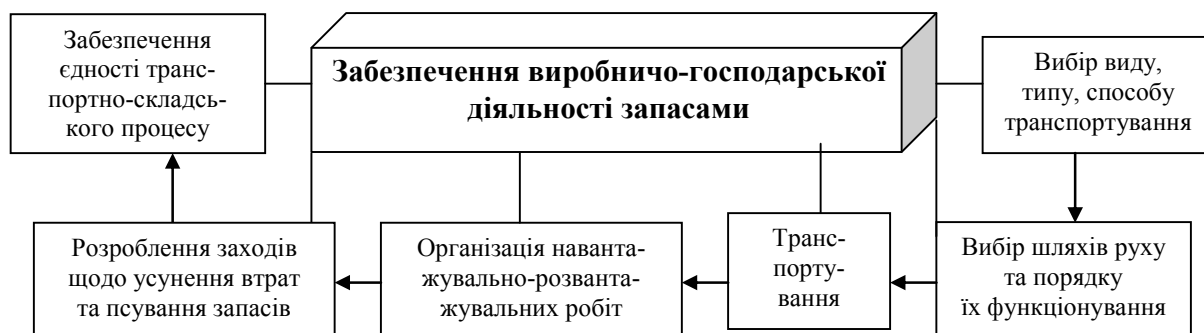 Забезпечення
єдності транс-
портно-складсь-
кого процесу
Забезпечення виробничо-господарської
діяльності запасами
Вибір виду,
типу, способу
транспортування
Розроблення заходів
щодо усунення втрат
та псування запасів
Організація наванта-
жувально-розванта-
жувальних робіт
Транс-
порту-
вання
Вибір шляхів руху
та порядку
їх функціонування